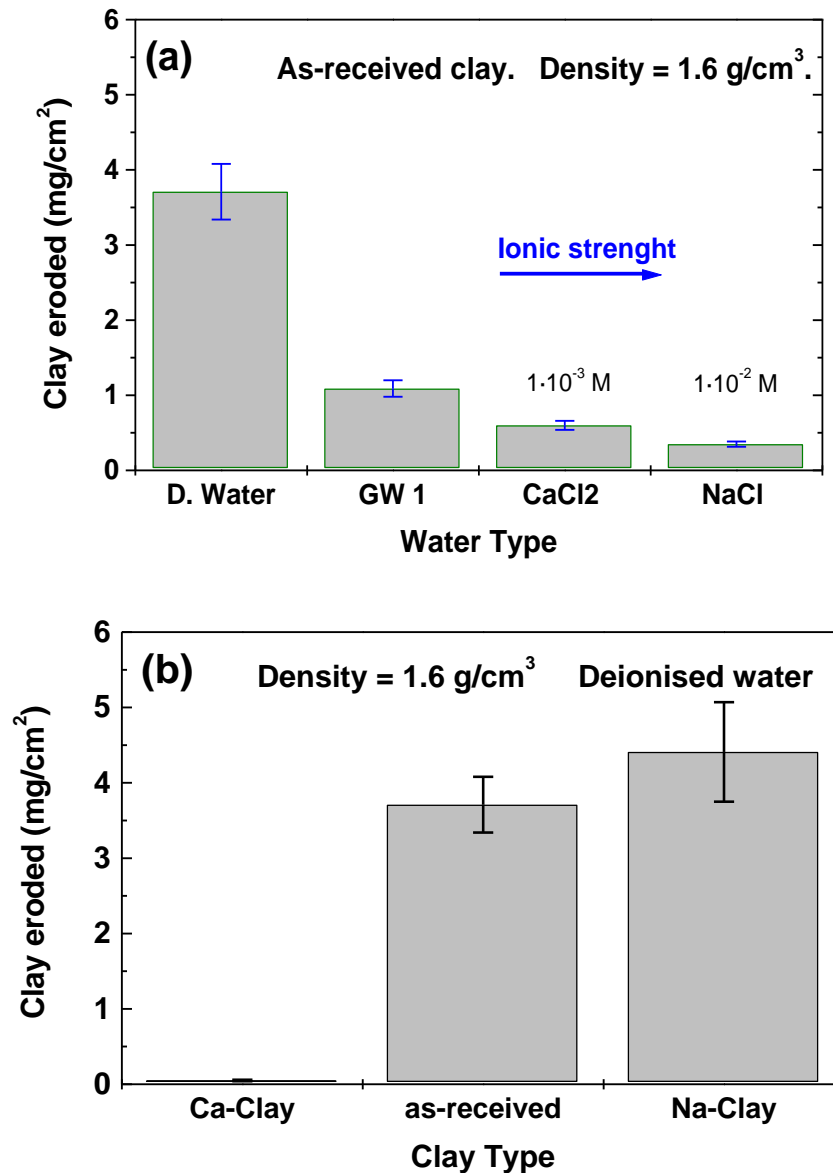 6
(a)
As-received clay. Density = 1.6 g/cm³.
5
4
3
2
1
0
Clay eroded (mg/cm²)
Ionic strenght
1·10⁻³ M
1·10⁻² M
D. Water GW 1 CaCl2 NaCl
Water Type
6
(b)
Density = 1.6 g/cm³ Deionised water
5
4
3
2
1
0
Clay eroded (mg/cm²)
Ca-Clay as-received Na-Clay
Clay Type